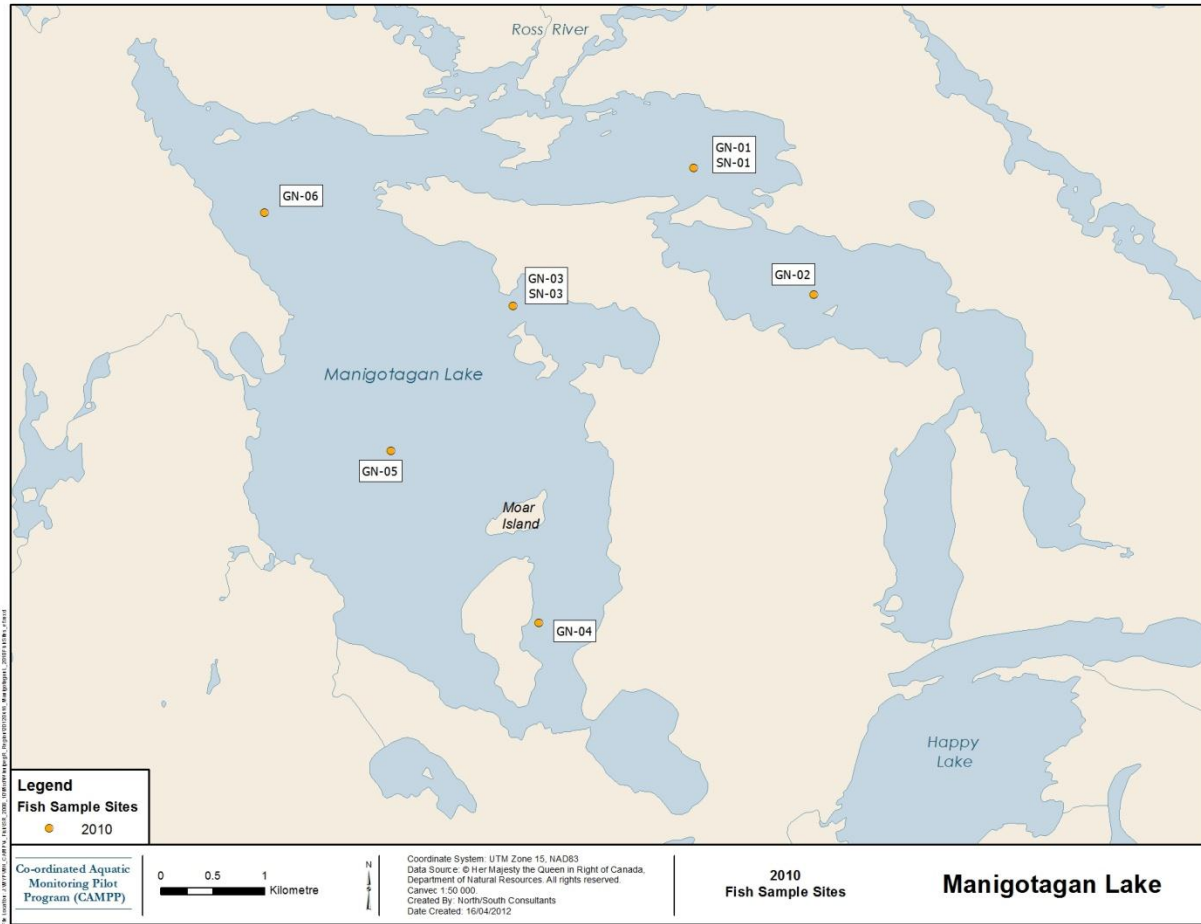 Ross River
GN-01
SN-01
GN-06
GN-02
GN-03
SN-03
Manigotagan Lake
GN-05
Moar
Island
GN-04
Happy
Lake
Legend
Fish Sample Sites
2010
Co-ordinated Aquatic
Monitoring Pilot
Program (CAMPP)
0 0.5 1
Kilometre
N
Coordinate System: UTM Zone 15, NAD83
Data Source: © Her Majesty the Queen in Right of Canada,
Department of Natural Resources. All rights reserved.
Canvec 1:50 000.
Created By: North/South Consultants
Date Created: 16/04/2012
2010
Fish Sample Sites
Manigotagan Lake